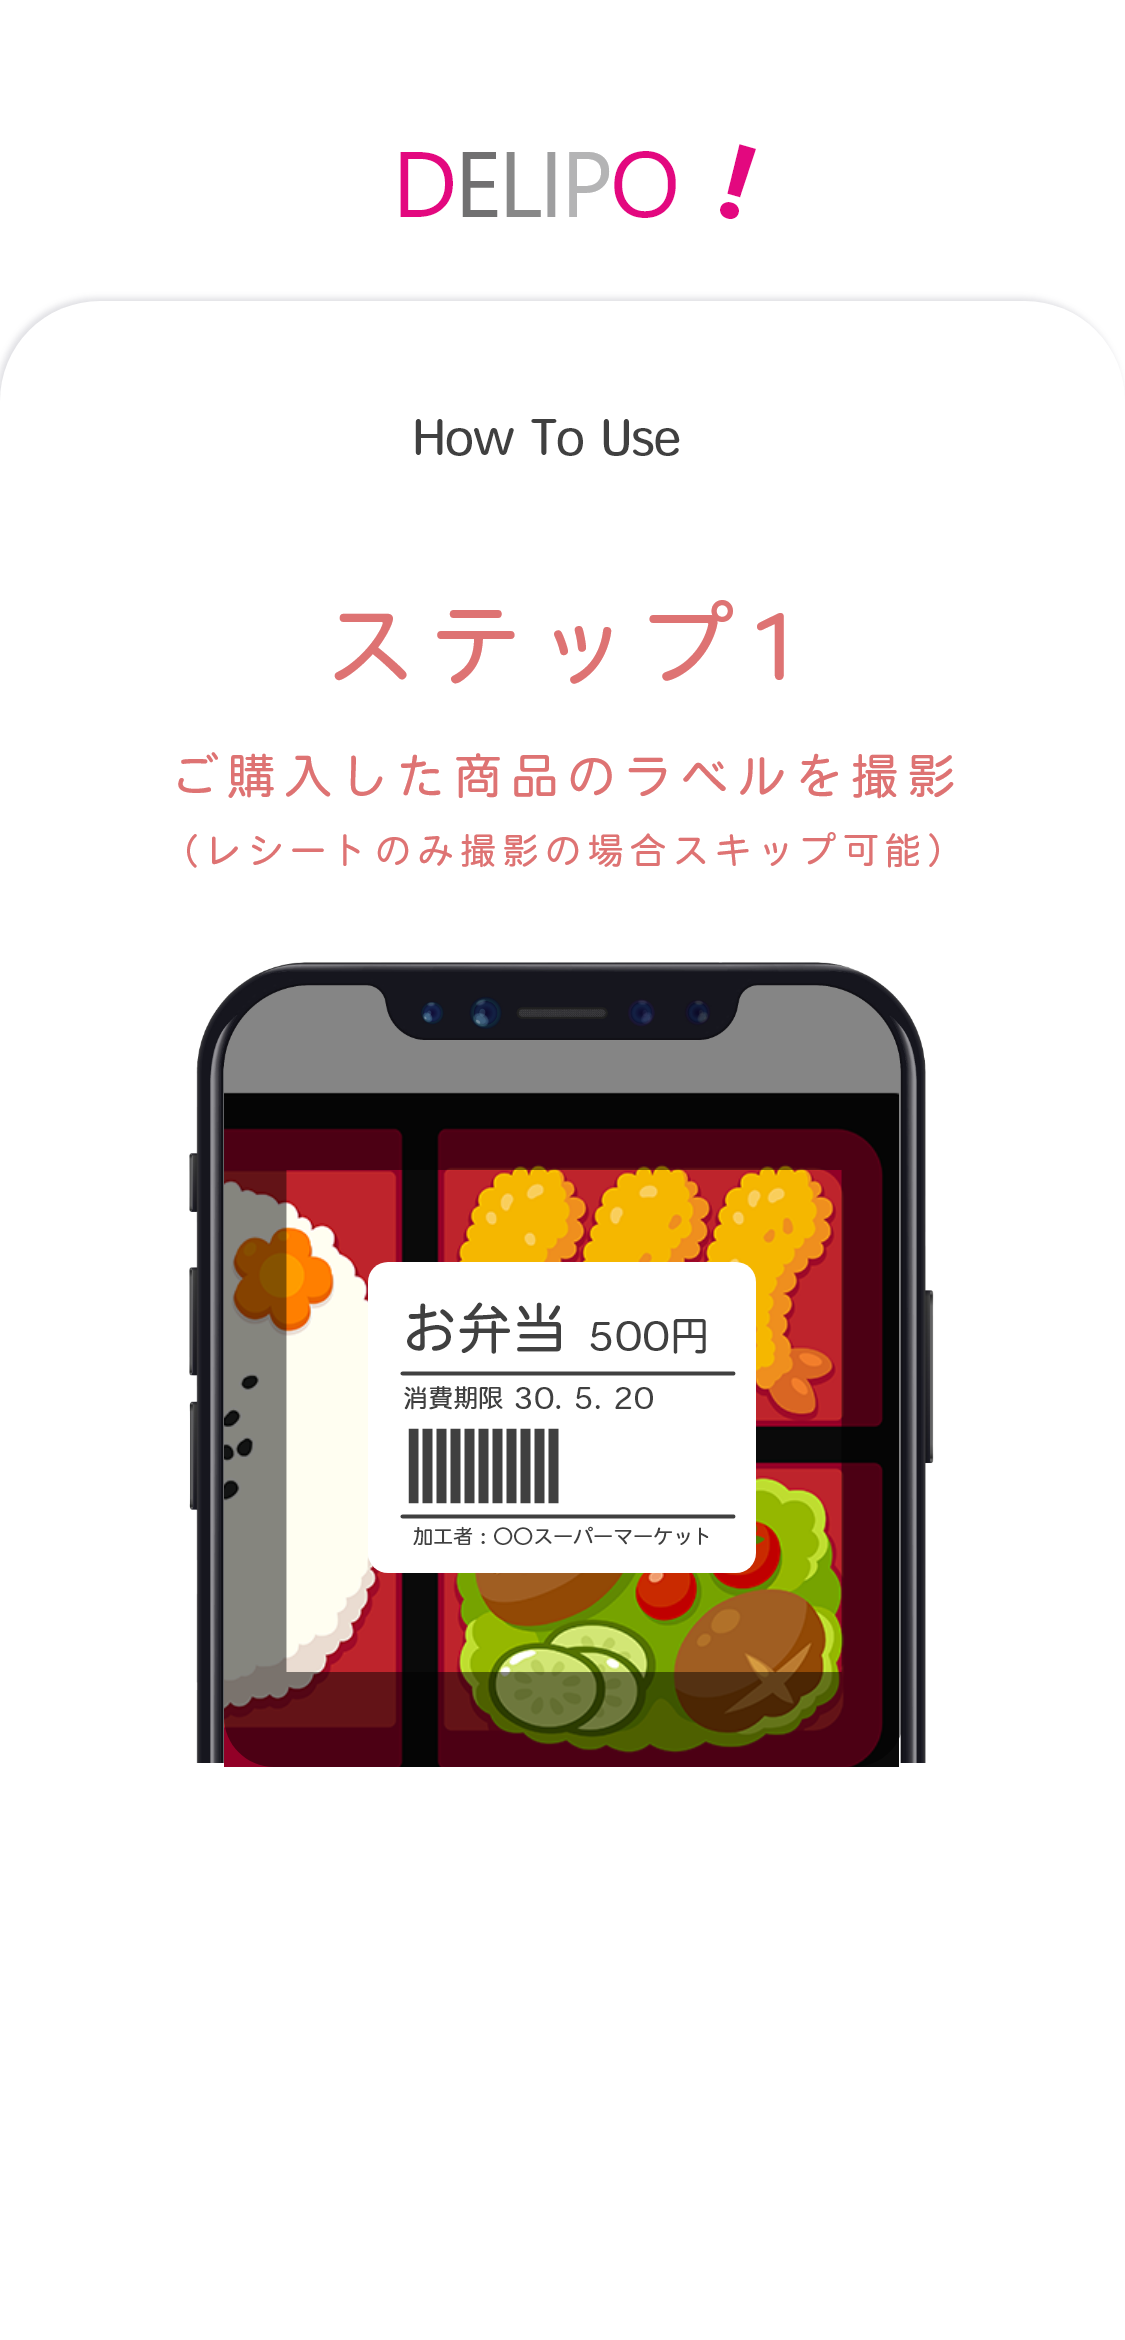 DELIPO！
How To Use
ステップ1
ご購入した商品のラベルを撮影
（レシートのみ撮影の場合スキップ可能）
お弁当 500円
消費期限 30. 5. 20
加工者：〇〇スーパーマーケット